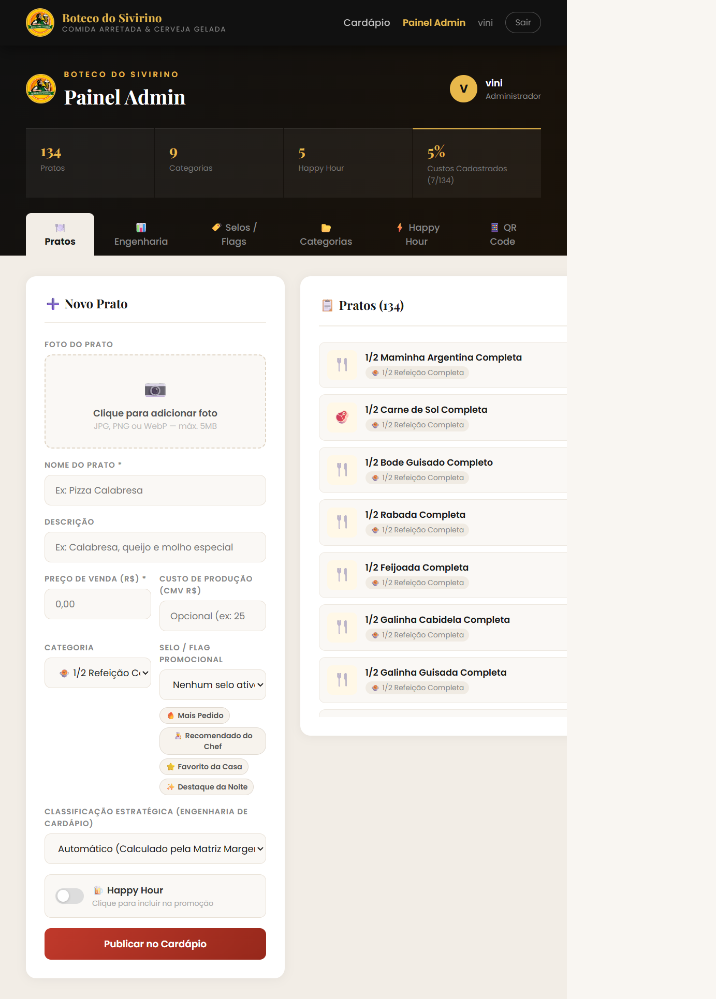 Boteco do Sivirino
COMIDA ARRETADA & CERVEJA GELADA
Cardápio
Painel Admin
vini
Sair
BOTECO DO SIVIRINO
Painel Admin
V
vini
Administrador
134
Pratos
9
Categorias
5
Happy Hour
5%
Custos Cadastrados
(7/134)
Pratos
Engenharia
Selos /
Flags
Categorias
Happy
Hour
QR
Code
Novo Prato
FOTO DO PRATO
Clique para adicionar foto
JPG, PNG ou WebP — máx. 5MB
NOME DO PRATO *
Ex: Pizza Calabresa
DESCRIÇÃO
Ex: Calabresa, queijo e molho especial
PREÇO DE VENDA (R$) *
0,00
CUSTO DE PRODUÇÃO
(CMV R$)
Opcional (ex: 25
CATEGORIA
1/2 Refeição Co
SELO / FLAG
PROMOCIONAL
Nenhum selo ativo
Mais Pedido
Recomendado do
Chef
Favorito da Casa
Destaque da Noite
CLASSIFICAÇÃO ESTRATÉGICA (ENGENHARIA DE
CARDÁPIO)
Automático (Calculado pela Matriz Margem
Happy Hour
Clique para incluir na promoção
Publicar no Cardápio
Pratos (134)
1/2 Maminha Argentina Completa
1/2 Refeição Completa
1/2 Carne de Sol Completa
1/2 Refeição Completa
1/2 Bode Guisado Completo
1/2 Refeição Completa
1/2 Rabada Completa
1/2 Refeição Completa
1/2 Feijoada Completa
1/2 Refeição Completa
1/2 Galinha Cabidela Completa
1/2 Refeição Completa
1/2 Galinha Guisada Completa
1/2 Refeição Completa